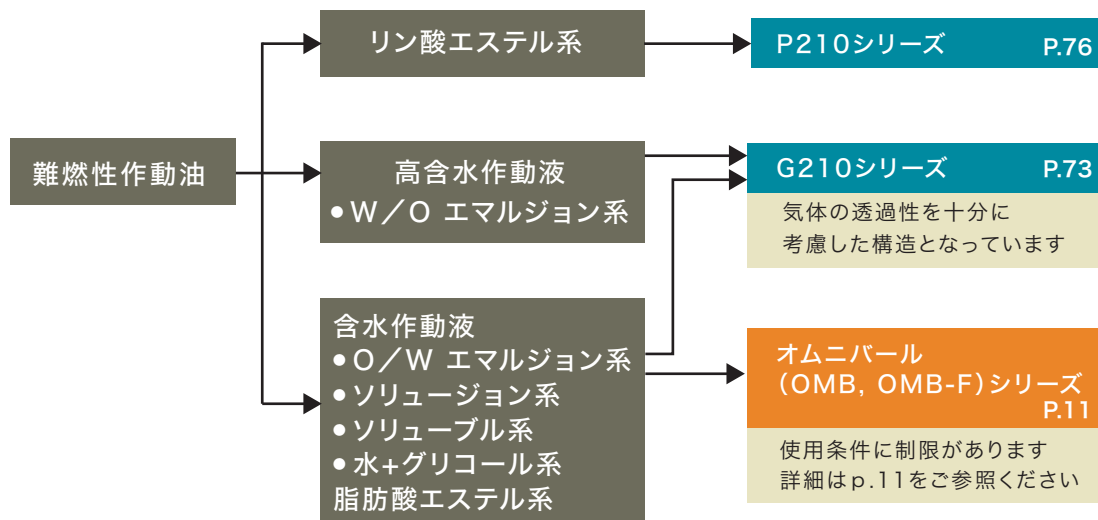 難燃性作動油
リン酸エステル系
P210シリーズ P.76
高含水作動液
●W／O エマルジョン系
G210シリーズ P.73
気体の透過性を十分に
考慮した構造となっています
含水作動液
●O／W エマルジョン系
●ソリュージョン系
●ソリューブル系
●水+グリコール系
脂肪酸エステル系
オムニバール
（OMB, OMB-F）シリーズ
P.11
使用条件に制限があります
詳細はp.11をご参照ください